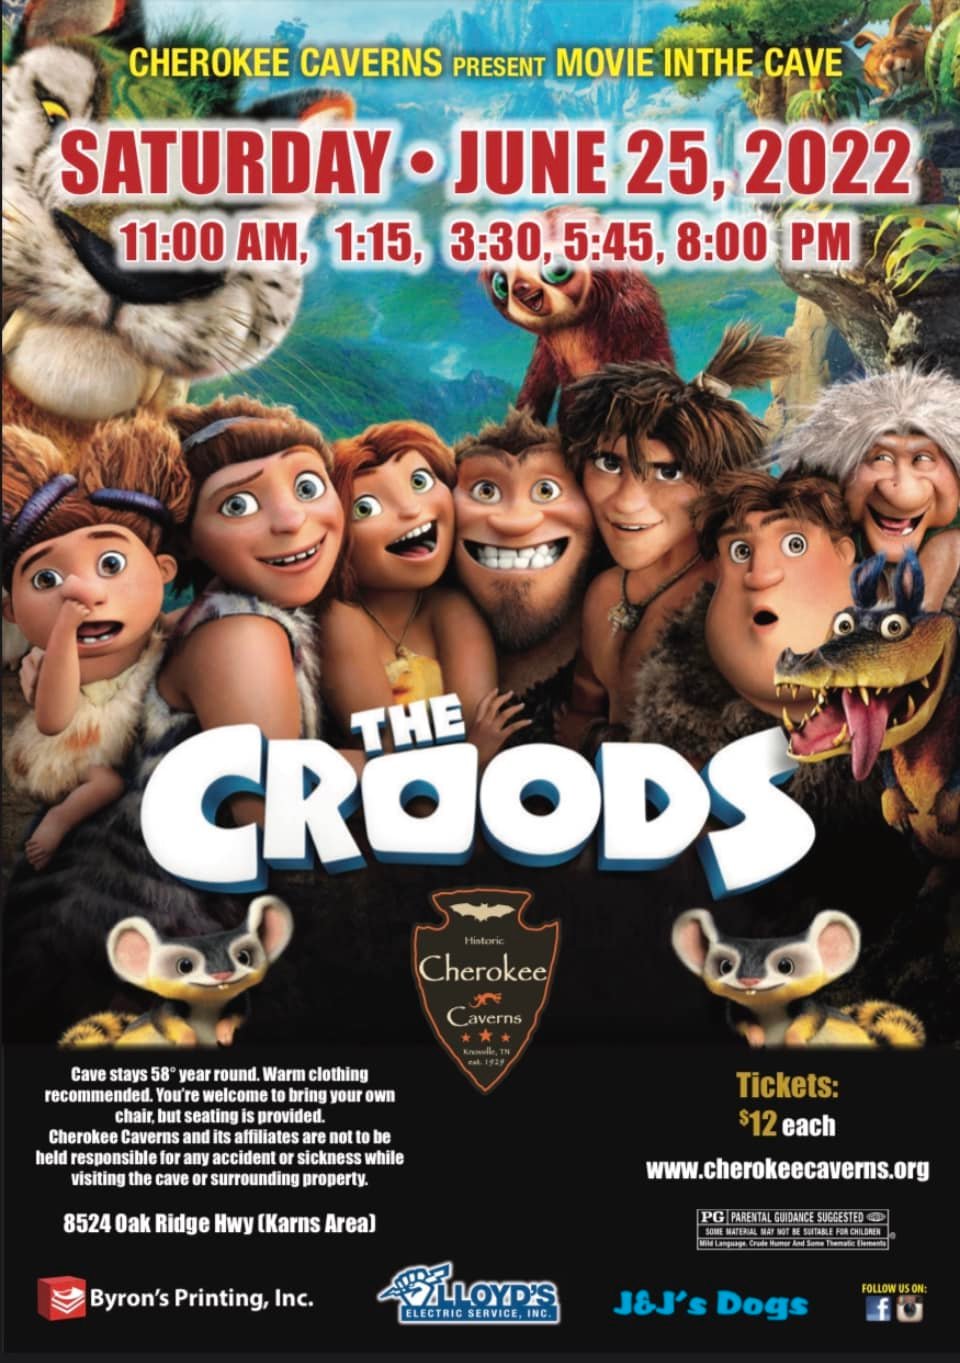 CHEROKEE CAVERNS PRESENT MOVIE INTHE CAVE
SATURDAY • JUNE 25, 2022
11:00 AM, 1:15, 3:30, 5:45, 8:00 PM
THE
CROODS
Historic
Cherokee
Caverns
Knoxville, TN
est. 1929
Cave stays 58° year round. Warm clothing
recommended. You're welcome to bring your own
chair, but seating is provided.
Cherokee Caverns and its affiliates are not to be
held responsible for any accident or sickness while
visiting the cave or surrounding property.
8524 Oak Ridge Hwy (Karns Area)
Tickets:
$12 each
www.cherokeecaverns.org
PG PARENTAL GUIDANCE SUGGESTED
SOME MATERIAL MAY NOT BE SUITABLE FOR CHILDREN
®
Mild Language, Crude Humor And Some Thematic Elements
Byron's Printing, Inc.
LLOYD'S
ELECTRIC SERVICE, INC.
J&J's Dogs
FOLLOW US ON:
f